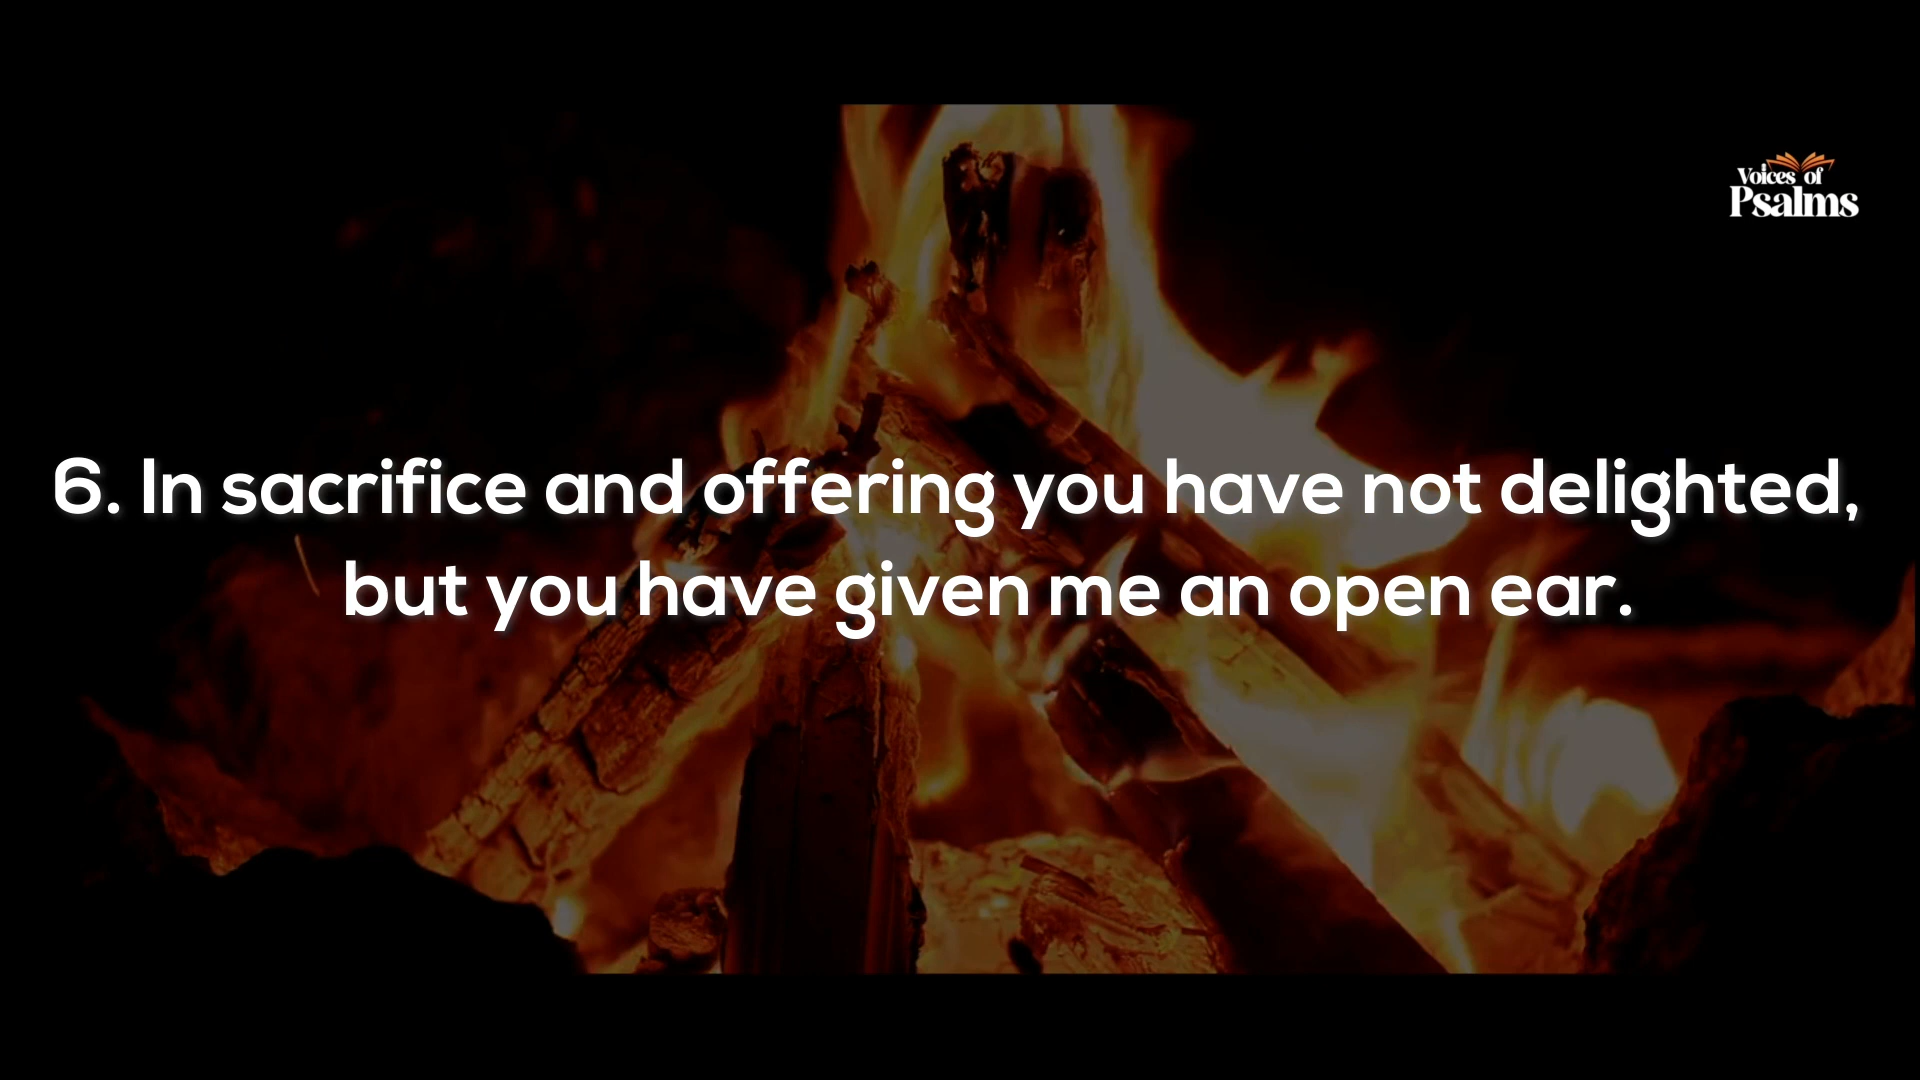 Voices of
Psalms
6. In sacrifice and offering you have not delighted,
but you have given me an open ear.